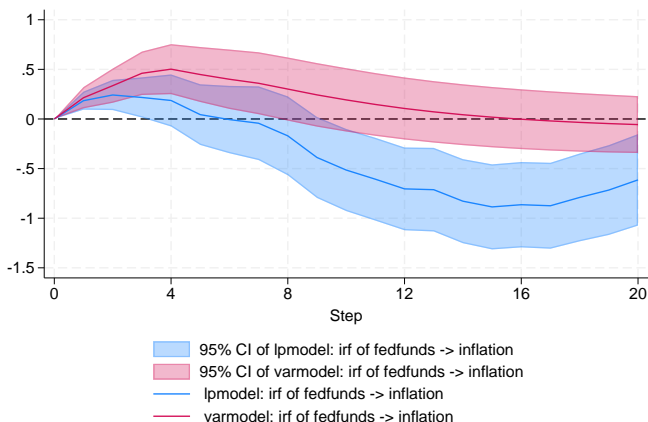 1
.5
0
-.5
-1
-1.5
0 4 8 12 16 20
Step
95% CI of lpmodel: irf of fedfunds -> inflation
95% CI of varmodel: irf of fedfunds -> inflation
lpmodel: irf of fedfunds -> inflation
varmodel: irf of fedfunds -> inflation